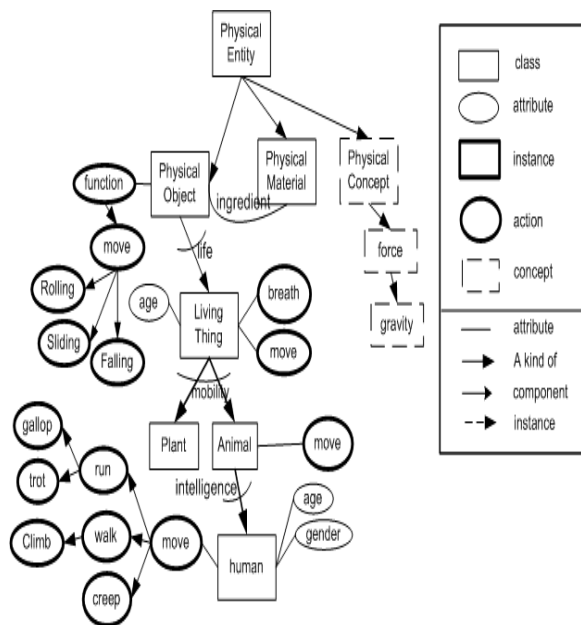 Physical
Entity
Physical
Object
Physical
Material
Physical
Concept
function
ingredient
move
force
life
Rolling
gravity
Sliding
Falling
age
Living
Thing
breath
move
mobility
Plant
Animal
move
gallop
run
trot
intelligence
age
gender
Climb
walk
move
human
creep
class
attribute
instance
action
concept
attribute
A kind of
component
instance